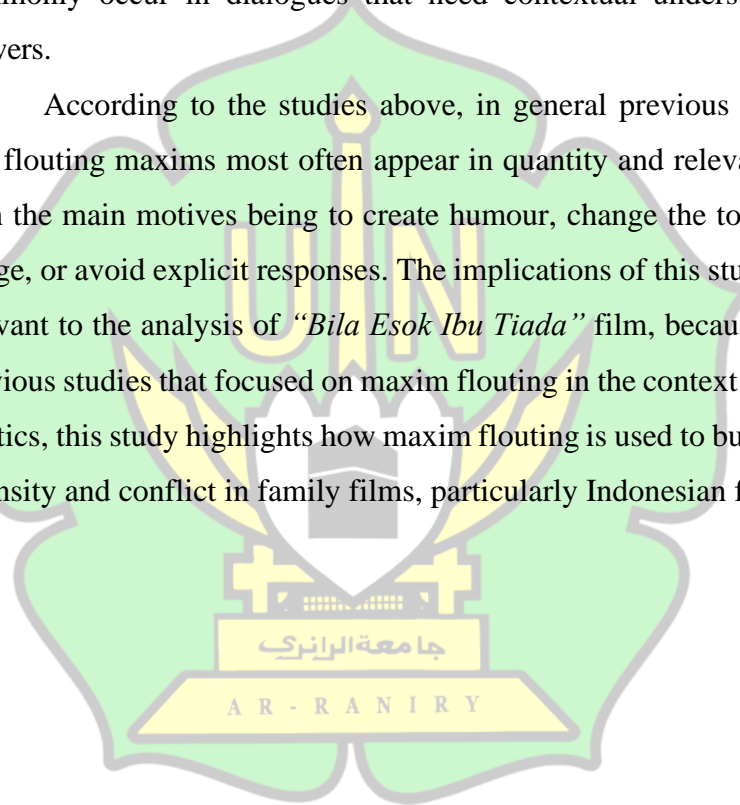 monly occur in dialogues that need contextual unders
vers.
According to the studies above, in general previous
flouting maxims most often appear in quantity and releva
n the main motives being to create humour, change the to
ge, or avoid explicit responses. The implications of this stu
vant to the analysis of “Bila Esok Ibu Tiada” film, becau
vious studies that focused on maxim flouting in the context
tics, this study highlights how maxim flouting is used to bu
nsity and conflict in family films, particularly Indonesian f
UIN
جامعة الرانري
AR-RANIRY